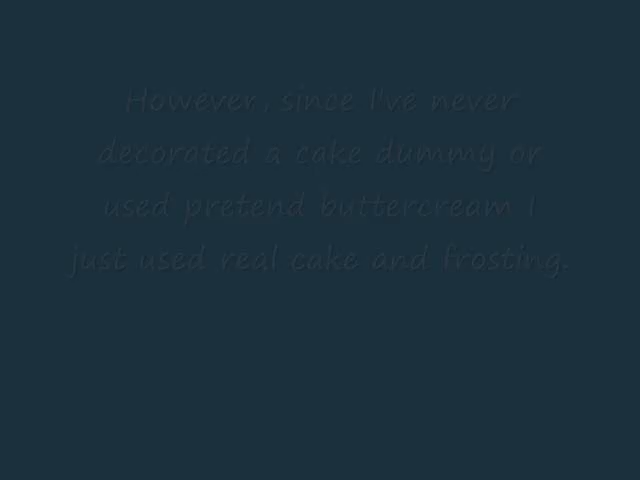 However, since I've never
decorated a cake dummy or
used pretend buttercream I
just used real cake and frosting.